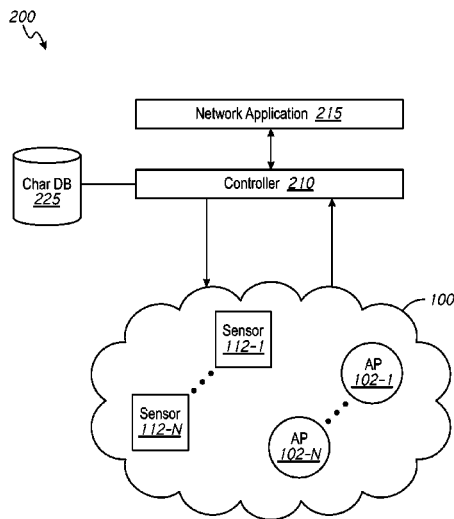 200
Network Application 215
Char DB
225
Controller 210
100
Sensor
112-1
AP
102-1
Sensor
112-N
AP
102-N